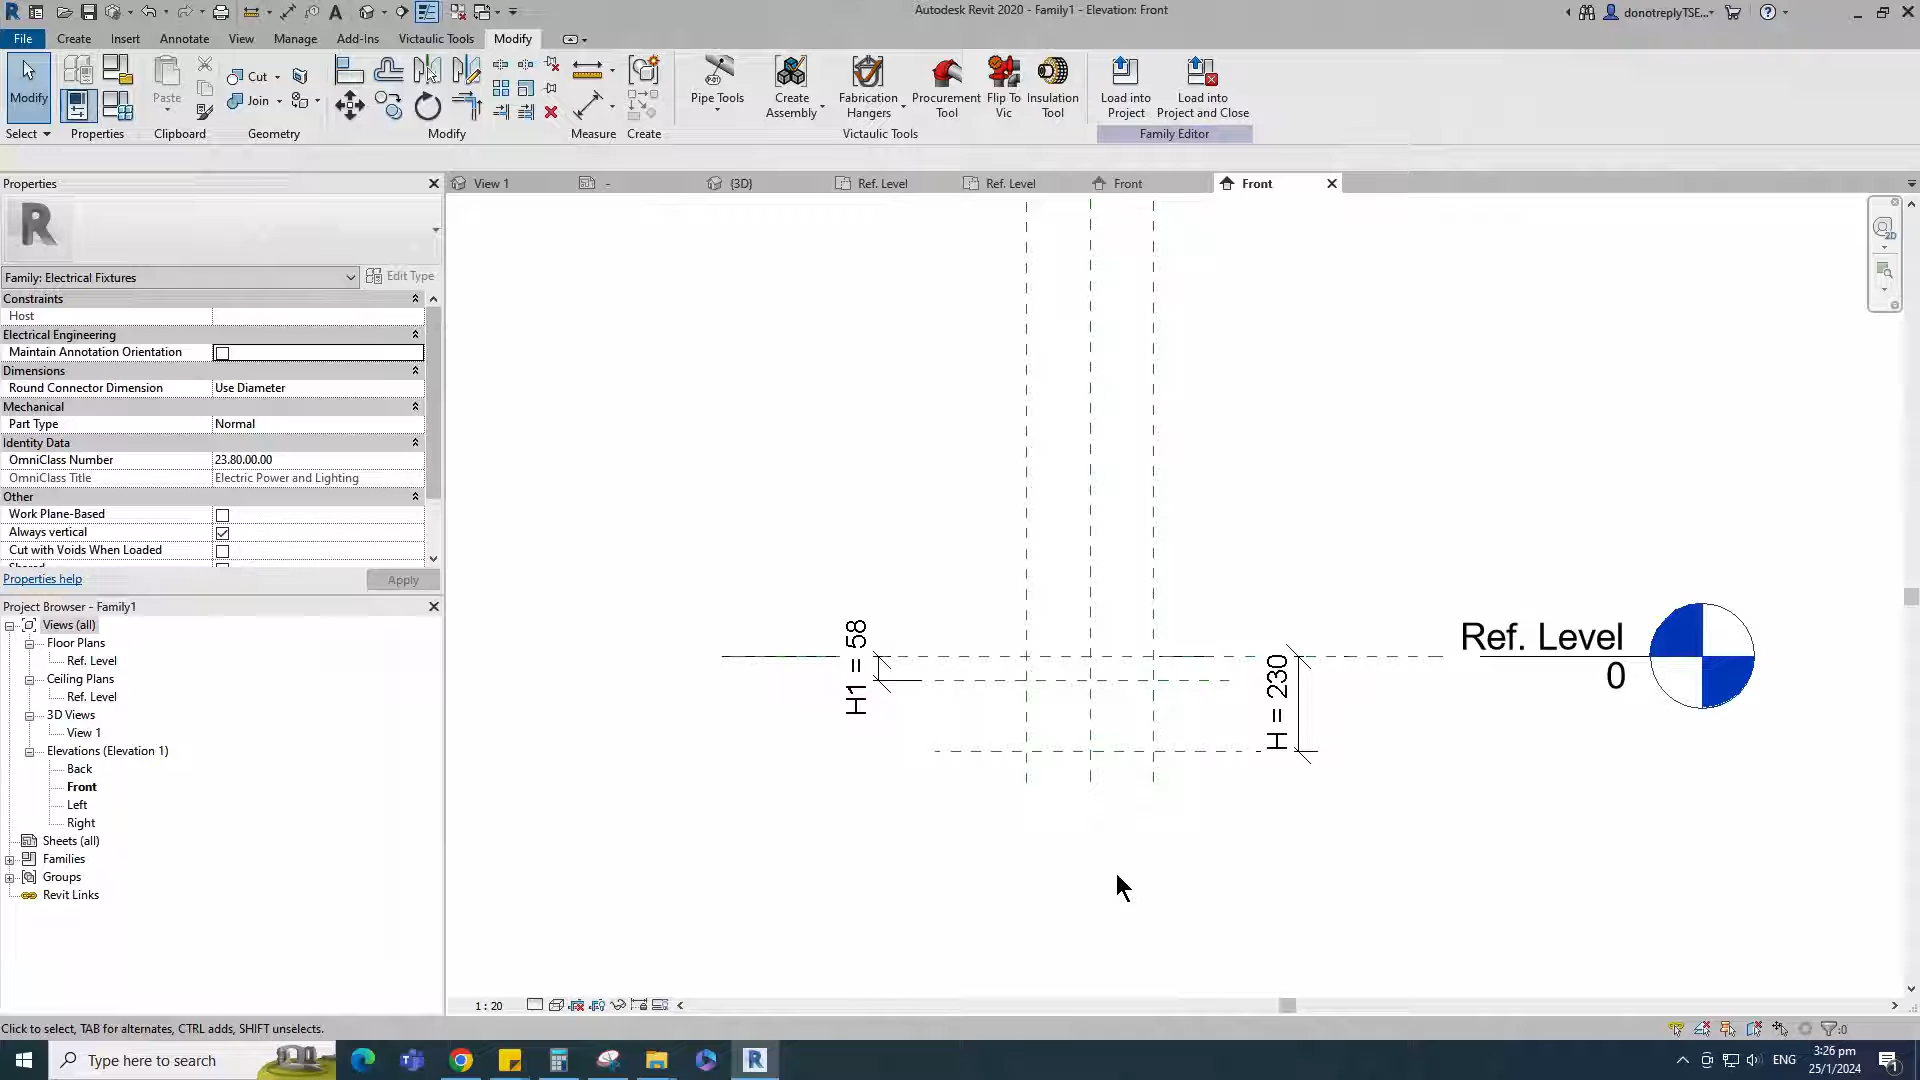 Autodesk Revit 2020 - Family1 - Elevation: Front
donotreplyTSE...
File Create Insert Annotate View Manage Add-Ins Victaulic Tools Modify
Modify
Select
Properties
Paste
Clipboard
Cut
Join
Geometry
Modify
Measure
Create
Pipe Tools
Create Assembly
Fabrication Hangers
Procurement Tool
Flip To Vic
Insulation Tool
Victaulic Tools
Load into Project
Load into Project and Close
Family Editor
Properties
View 1
-
{3D}
Ref. Level
Ref. Level
Front
Front
Family: Electrical Fixtures
Edit Type
Constraints
Host
Electrical Engineering
Maintain Annotation Orientation
Dimensions
Round Connector Dimension Use Diameter
Mechanical
Part Type Normal
Identity Data
OmniClass Number 23.80.00.00
OmniClass Title Electric Power and Lighting
Other
Work Plane-Based
Always vertical
Cut with Voids When Loaded
Properties help
Apply
Project Browser - Family1
Views (all)
Floor Plans
Ref. Level
Ceiling Plans
Ref. Level
3D Views
View 1
Elevations (Elevation 1)
Back
Front
Left
Right
Sheets (all)
Families
Groups
Revit Links
H1 = 58
H = 230
Ref. Level
0
1 : 20
Click to select, TAB for alternates, CTRL adds, SHIFT unselects.
:0
Type here to search
ENG
3:26 pm
25/1/2024
1